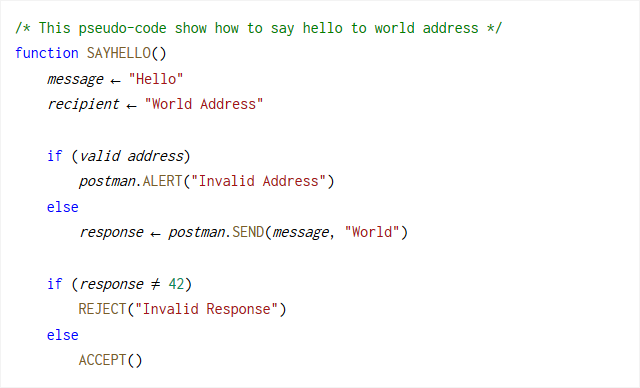 /* This pseudo-code show how to say hello to world address */
function SAYHELLO()
message ← "Hello"
recipient ← "World Address"
if (valid address)
postman.ALERT("Invalid Address")
else
response ← postman.SEND(message, "World")
if (response ≠ 42)
REJECT("Invalid Response")
else
ACCEPT()